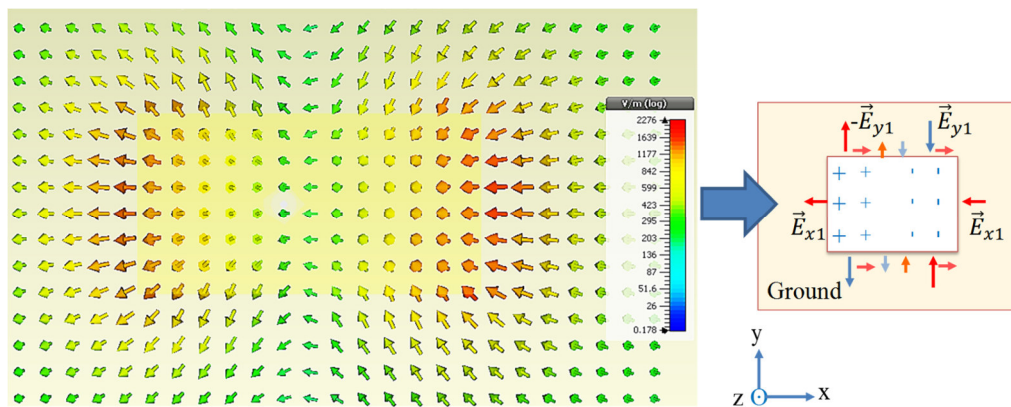 V/m (log)
2276
1639
1177
842
599
423
295
203
136
87
51.6
26
0.178
-E⃗y1
E⃗y1
+ + - -
E⃗x1
+ + - -
E⃗x1
+ + - -
Ground
y
z
x